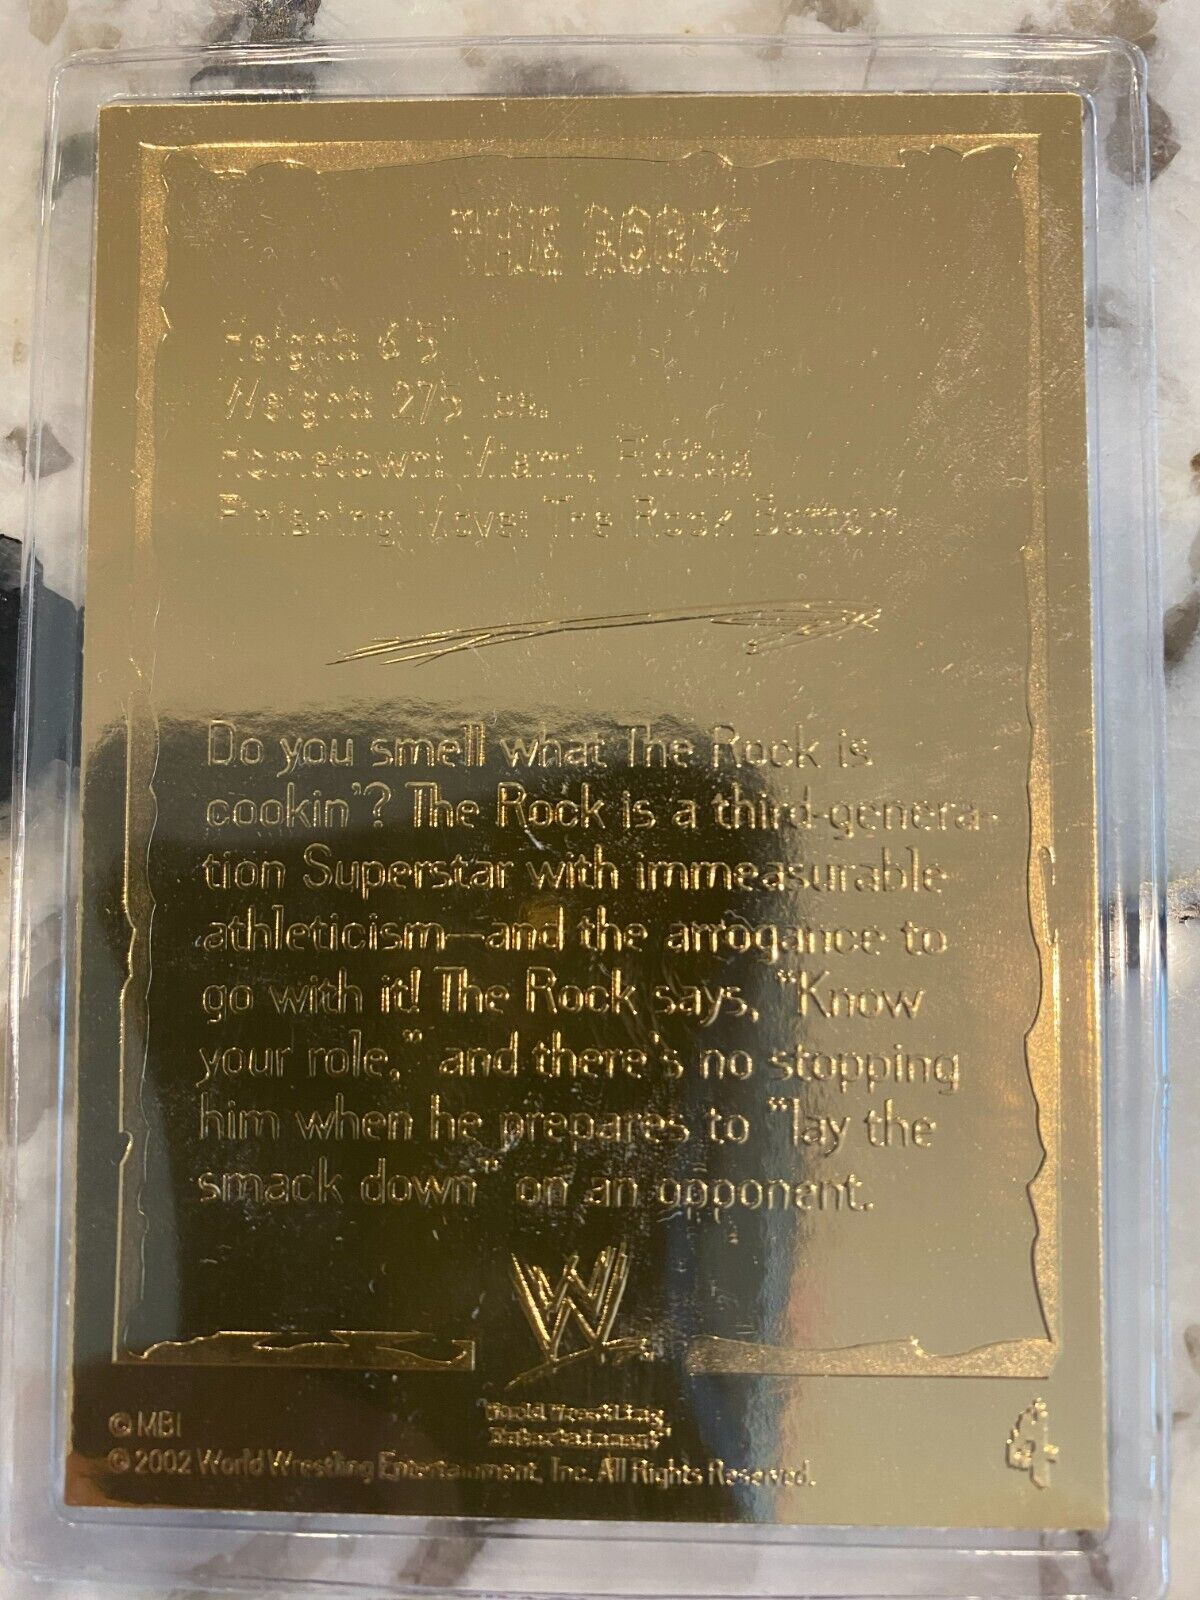 THE ROCK™
Height: 6'5"
Weight: 275 lbs.
Hometown: Miami, Florida
Finishing Move: The Rock Bottom
Do you smell what The Rock is
cookin'? The Rock is a third-genera-
tion Superstar with immeasurable
athleticism—and the arrogance to
go with it! The Rock says, "Know
your role," and there's no stopping
him when he prepares to "lay the
smack down" on an opponent.
W
World Wrestling
Entertainment™
© MBI
© 2002 World Wrestling Entertainment, Inc. All Rights Reserved.
4